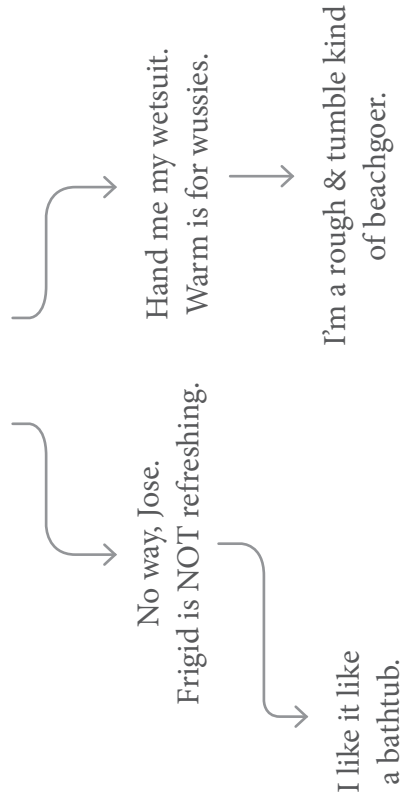 No way, Jose.
Frigid is NOT refreshing.
Hand me my wetsuit.
Warm is for wussies.
I like it like
a bathtub.
I'm a rough & tumble kind
of beachgoer.